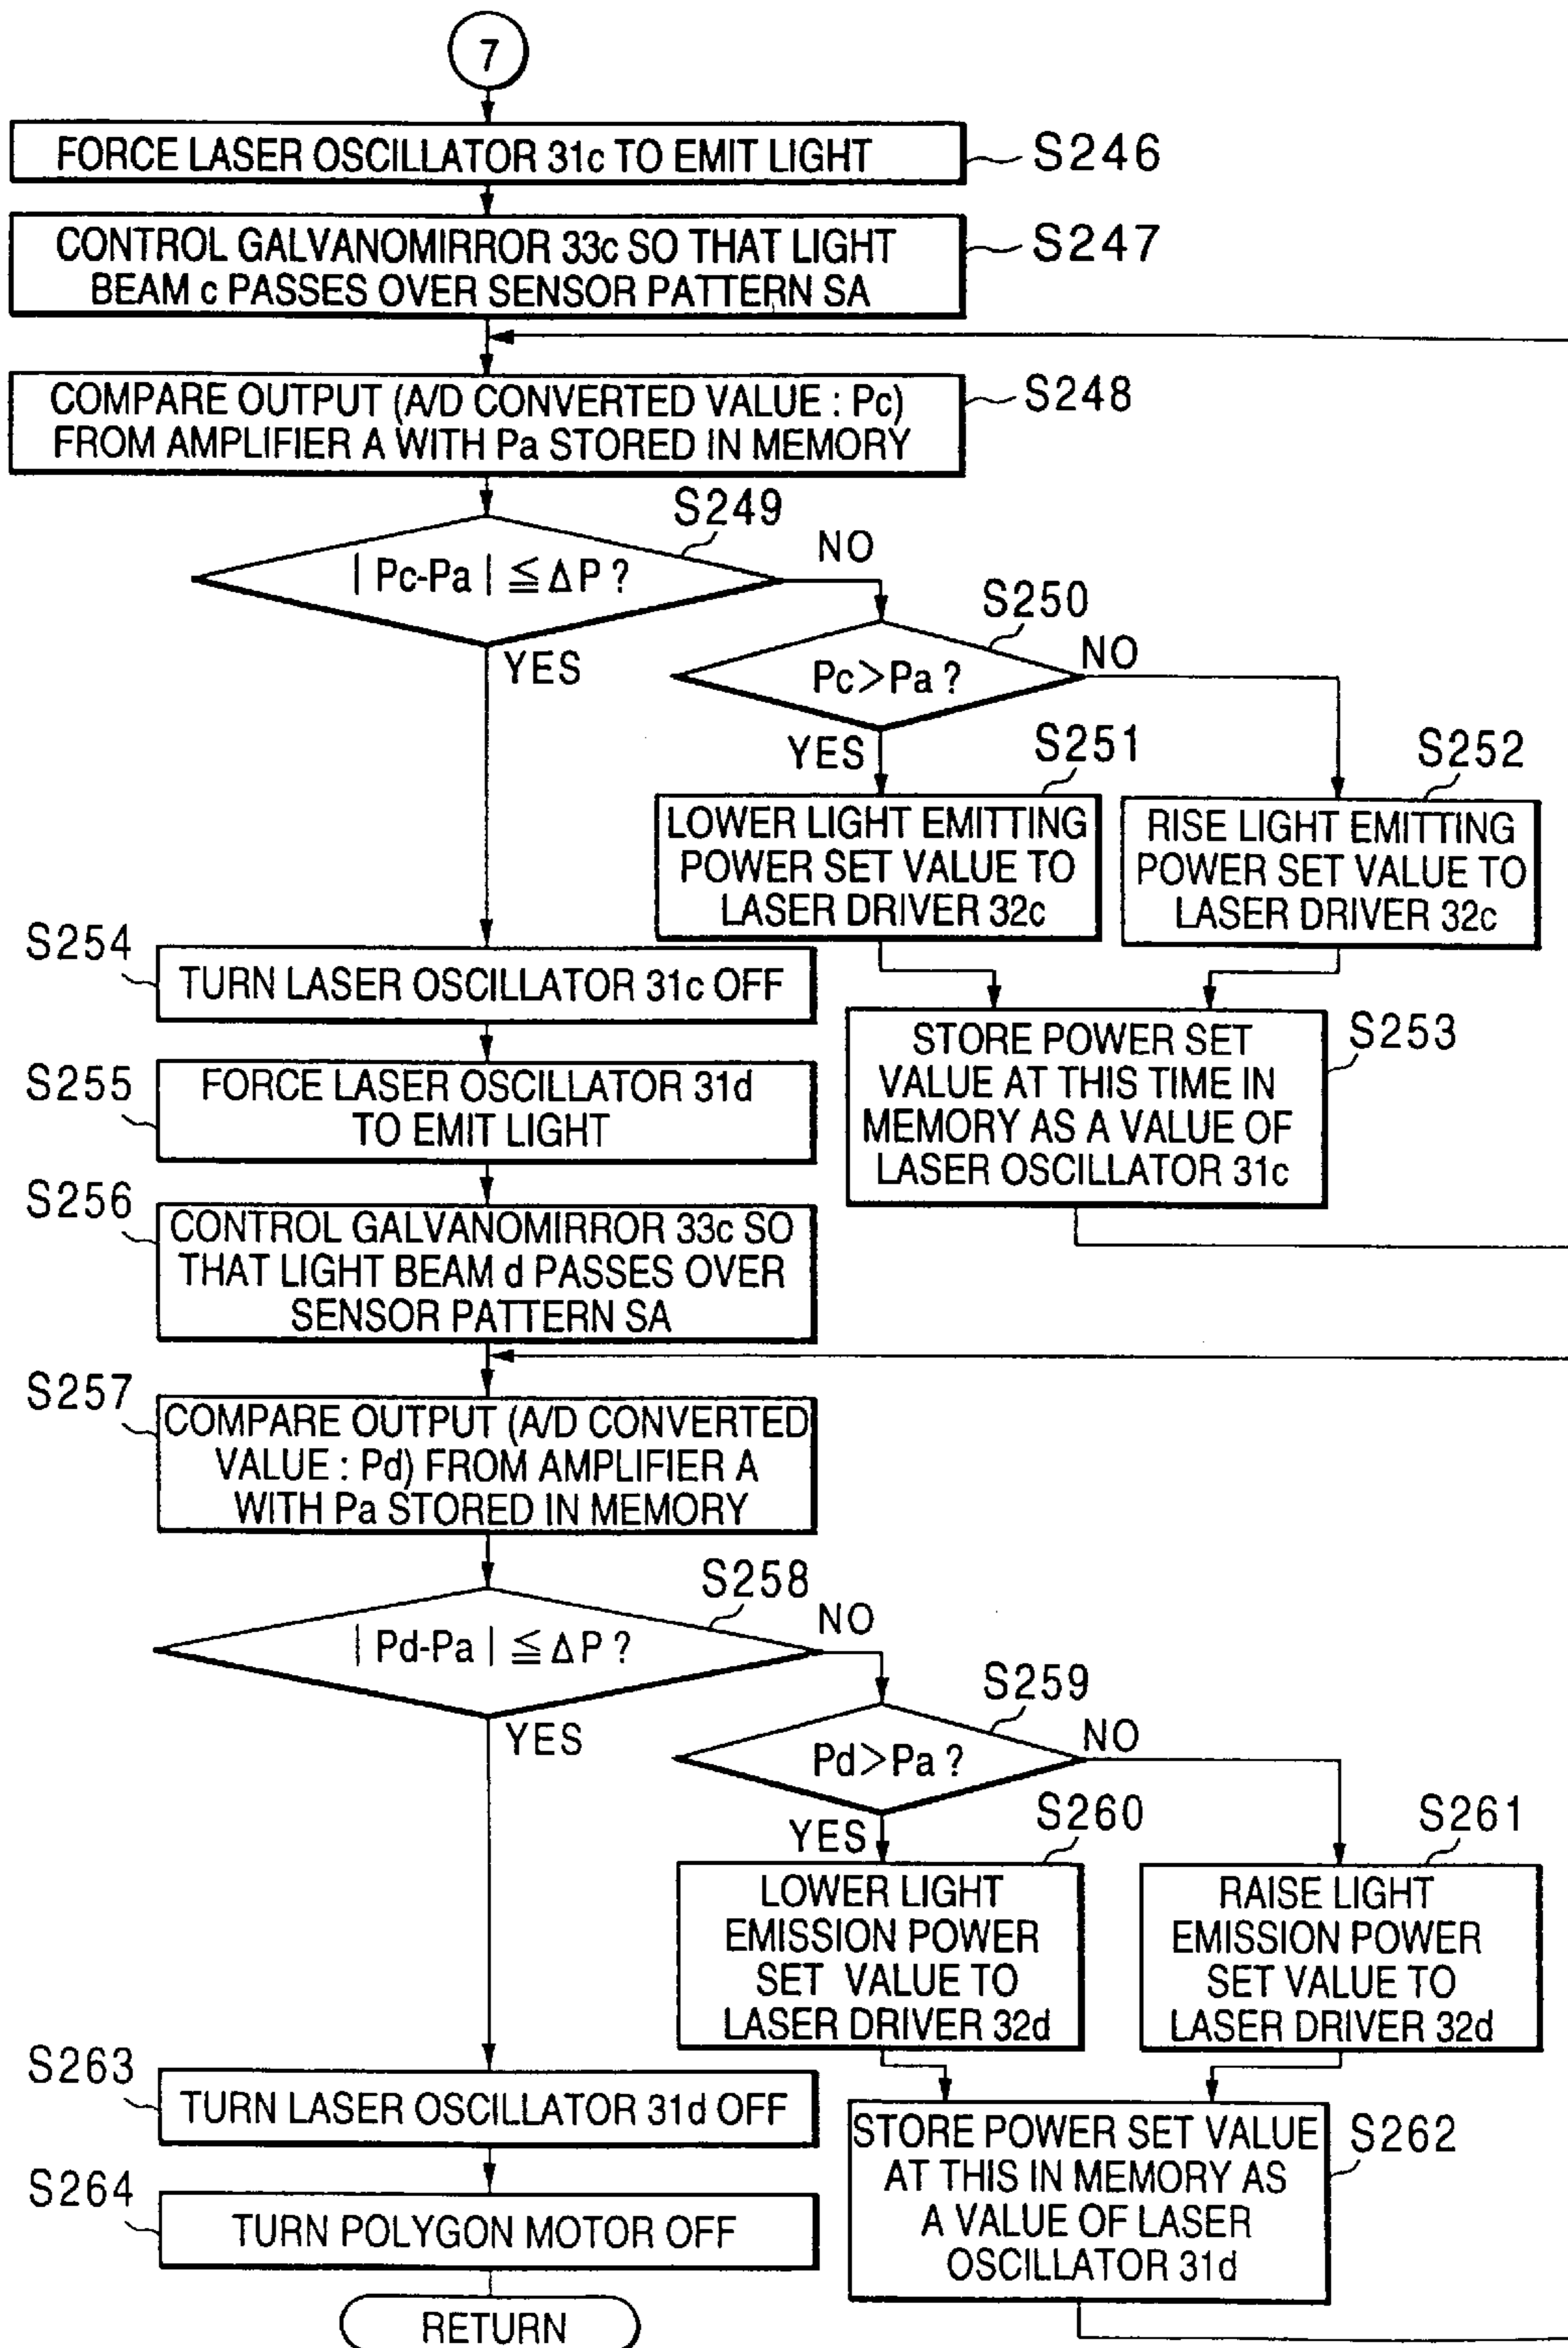 7
FORCE LASER OSCILLATOR 31c TO EMIT LIGHT
S246
CONTROL GALVANOMIRROR 33c SO THAT LIGHT
BEAM c PASSES OVER SENSOR PATTERN SA
S247
COMPARE OUTPUT (A/D CONVERTED VALUE : Pc)
FROM AMPLIFIER A WITH Pa STORED IN MEMORY
S248
S249
| Pc-Pa | ≦ ΔP ?
NO
YES
S250
Pc>Pa ?
NO
YES
S251
LOWER LIGHT EMITTING
POWER SET VALUE TO
LASER DRIVER 32c
S252
RISE LIGHT EMITTING
POWER SET VALUE TO
LASER DRIVER 32c
S253
STORE POWER SET
VALUE AT THIS TIME IN
MEMORY AS A VALUE OF
LASER OSCILLATOR 31c
S254
TURN LASER OSCILLATOR 31c OFF
S255
FORCE LASER OSCILLATOR 31d
TO EMIT LIGHT
S256
CONTROL GALVANOMIRROR 33c SO
THAT LIGHT BEAM d PASSES OVER
SENSOR PATTERN SA
S257
COMPARE OUTPUT (A/D CONVERTED
VALUE : Pd) FROM AMPLIFIER A
WITH Pa STORED IN MEMORY
S258
| Pd-Pa | ≦ ΔP ?
NO
YES
S259
Pd>Pa ?
NO
YES
S260
LOWER LIGHT
EMISSION POWER
SET VALUE TO
LASER DRIVER 32d
S261
RAISE LIGHT
EMISSION POWER
SET VALUE TO
LASER DRIVER 32d
S262
STORE POWER SET VALUE
AT THIS IN MEMORY AS
A VALUE OF LASER
OSCILLATOR 31d
S263
TURN LASER OSCILLATOR 31d OFF
S264
TURN POLYGON MOTOR OFF
RETURN